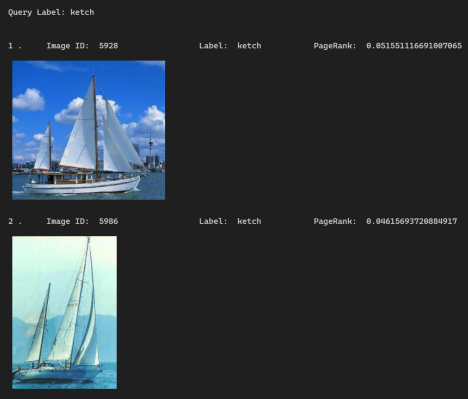 Query Label: ketch
1 . Image ID: 5928 Label: ketch PageRank: 0.051551116691007065
2 . Image ID: 5986 Label: ketch PageRank: 0.04615693720884917